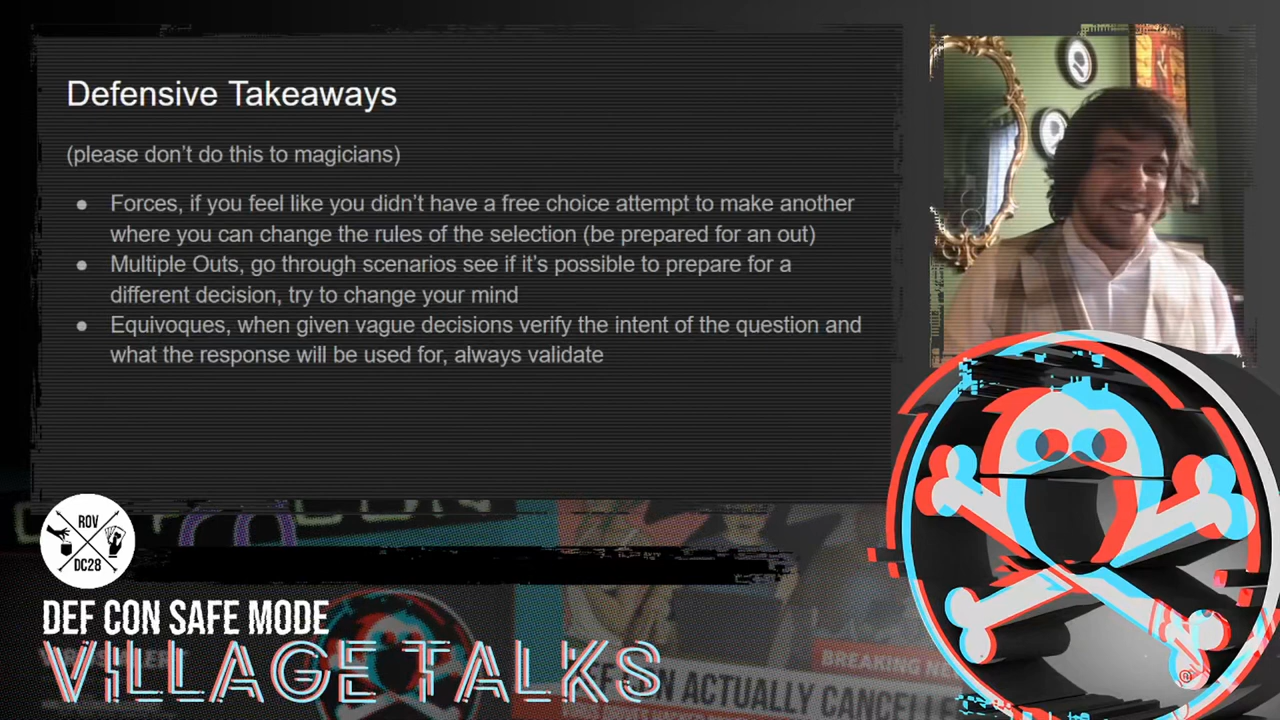 Defensive Takeaways
(please don't do this to magicians)
● Forces, if you feel like you didn't have a free choice attempt to make another
where you can change the rules of the selection (be prepared for an out)
● Multiple Outs, go through scenarios see if it's possible to prepare for a
different decision, try to change your mind
● Equivoques, when given vague decisions verify the intent of the question and
what the response will be used for, always validate
ROV
DC28
DEF CON SAFE MODE
VILLAGE TALKS
BREAKING
ACTUALLY
®